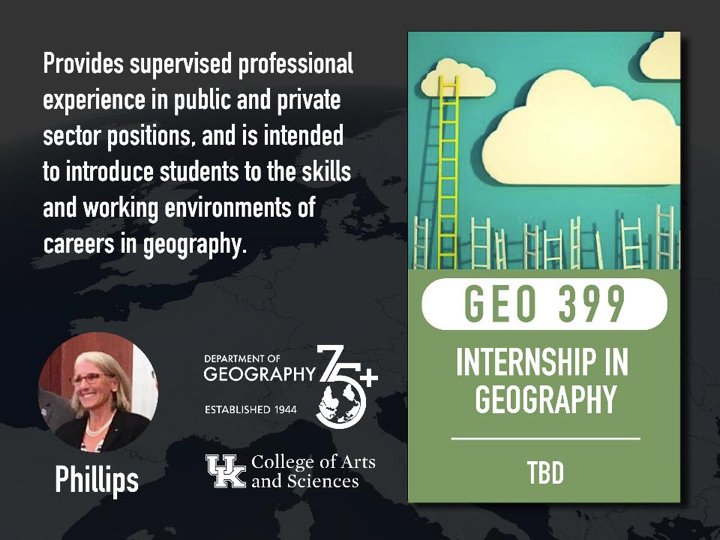 Provides supervised professional
experience in public and private
sector positions, and is intended
to introduce students to the skills
and working environments of
careers in geography.
Phillips
DEPARTMENT OF
GEOGRAPHY
ESTABLISHED 1944
75+
UK
College of Arts
and Sciences
GEO 399
INTERNSHIP IN
GEOGRAPHY
TBD